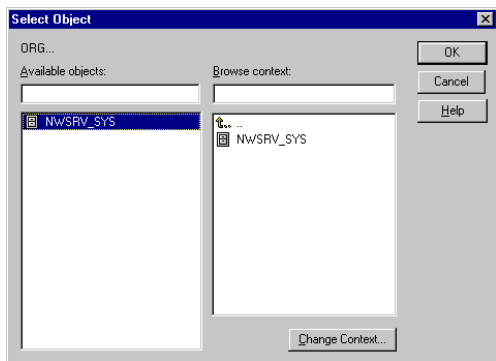 Select Object
ORG...
OK
Available objects:
Browse context:
Cancel
Help
NWSRV_SYS
..
NWSRV_SYS
Change Context...